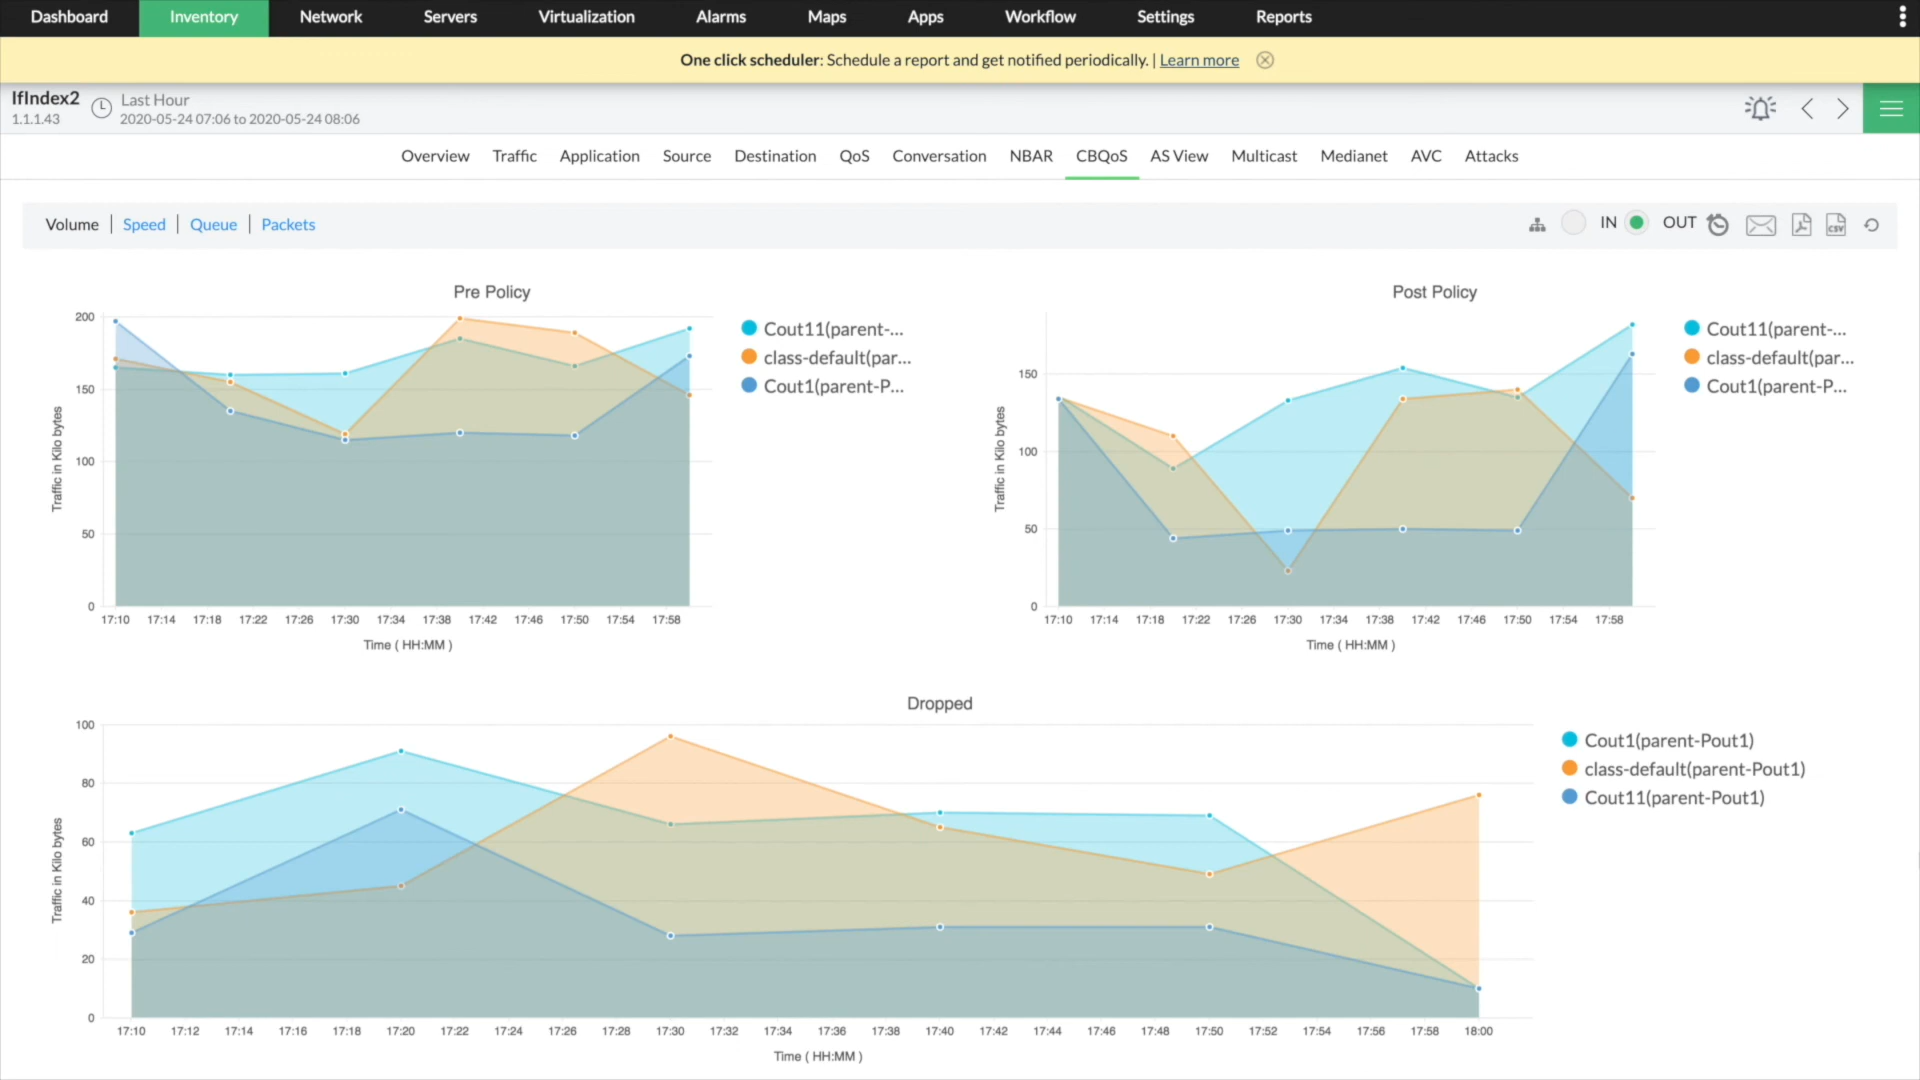 Dashboard Inventory Network Servers Virtualization Alarms Maps Apps Workflow Settings Reports
One click scheduler: Schedule a report and get notified periodically. | Learn more
IfIndex2
1.1.1.43
Last Hour
2020-05-24 07:06 to 2020-05-24 08:06
Overview Traffic Application Source Destination QoS Conversation NBAR CBQoS AS View Multicast Medianet AVC Attacks
Volume | Speed | Queue | Packets
IN OUT
CSV
Pre Policy
200
150
100
50
0
Traffic in Kilo bytes
17:10 17:14 17:18 17:22 17:26 17:30 17:34 17:38 17:42 17:46 17:50 17:54 17:58
Time ( HH:MM )
Cout11(parent-...
class-default(par...
Cout1(parent-P...
Post Policy
150
100
50
0
Traffic in Kilo bytes
17:10 17:14 17:18 17:22 17:26 17:30 17:34 17:38 17:42 17:46 17:50 17:54 17:58
Time ( HH:MM )
Cout11(parent-...
class-default(par...
Cout1(parent-P...
Dropped
100
80
60
40
20
0
Traffic in Kilo bytes
17:10 17:12 17:14 17:16 17:18 17:20 17:22 17:24 17:26 17:28 17:30 17:32 17:34 17:36 17:38 17:40 17:42 17:44 17:46 17:48 17:50 17:52 17:54 17:56 17:58 18:00
Time ( HH:MM )
Cout1(parent-Pout1)
class-default(parent-Pout1)
Cout11(parent-Pout1)